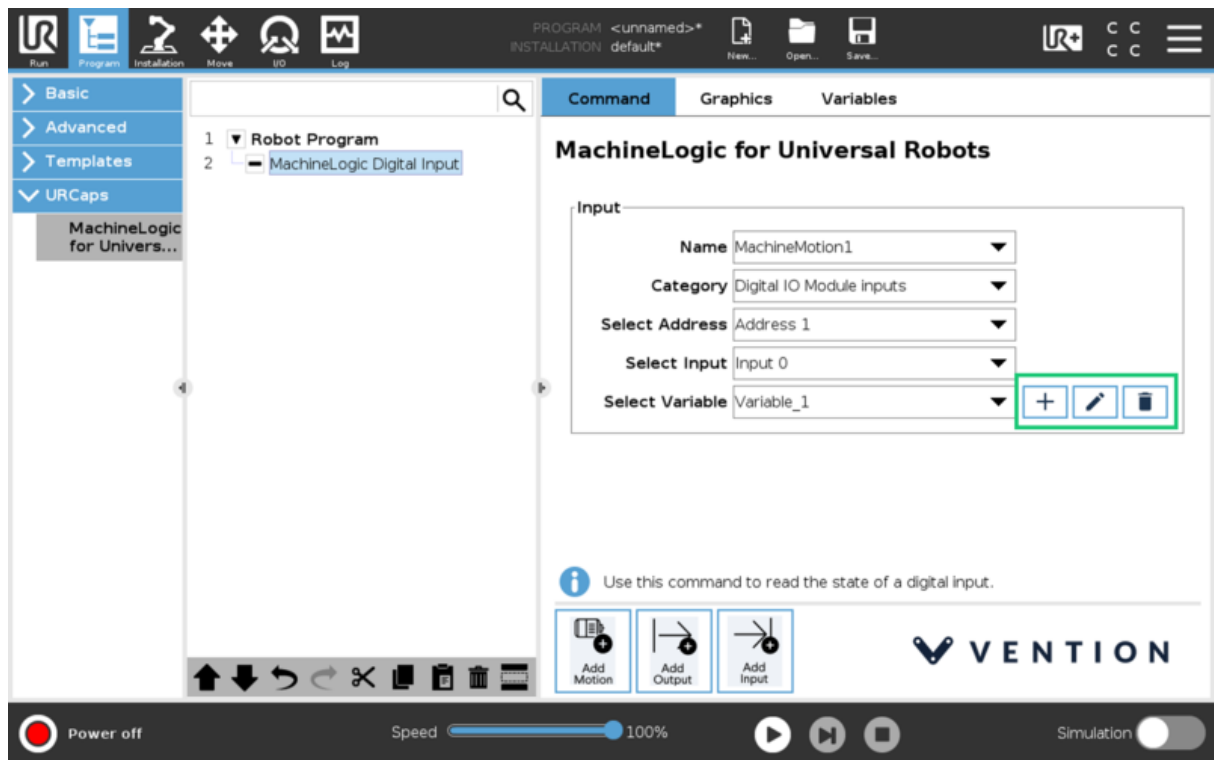 PROGRAM <unnamed>*
INSTALLATION default*
UR
Run
Program
Installation
Move
I/O
Log
New...
Open...
Save...
UR+
C C
C C
Basic
Advanced
Templates
URCaps
MachineLogic
for Univers...
1 Robot Program
2 MachineLogic Digital Input
Command Graphics Variables
MachineLogic for Universal Robots
Input
Name MachineMotion1
Category Digital IO Module inputs
Select Address Address 1
Select Input Input 0
Select Variable Variable_1
Use this command to read the state of a digital input.
Add
Motion
Add
Output
Add
Input
VENTION
Power off
Speed 100%
Simulation